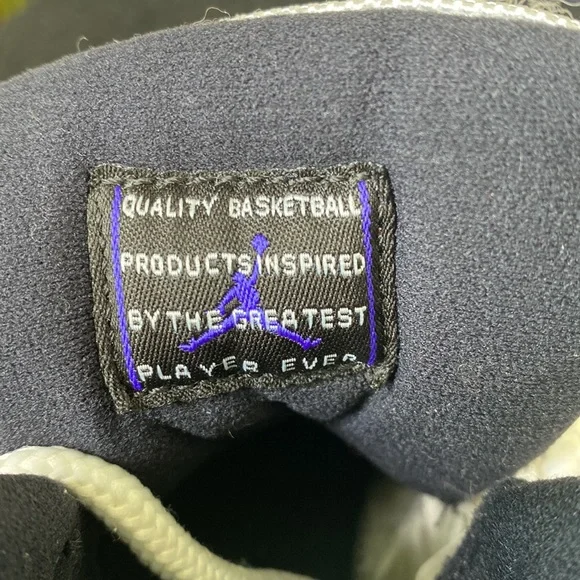 QUALITY BASKETBALL
PRODUCTS INSPIRED
BY THE GREATEST
PLAYER EVER